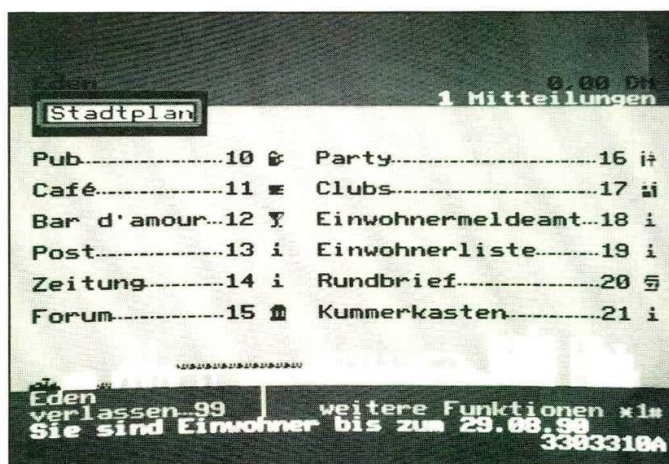 Eden 0.00 DM
1 Mitteilungen
Stadtplan
Pub 10 Party 16
Café 11 Clubs 17
Bar d'amour 12 Einwohnermeldeamt 18
Post 13 i Einwohnerliste 19 i
Zeitung 14 i Rundbrief 20
Forum 15 Kummerkasten 21 i
Eden
verlassen 99 weitere Funktionen *1#
Sie sind Einwohner bis zum 29.08.90
3303310A